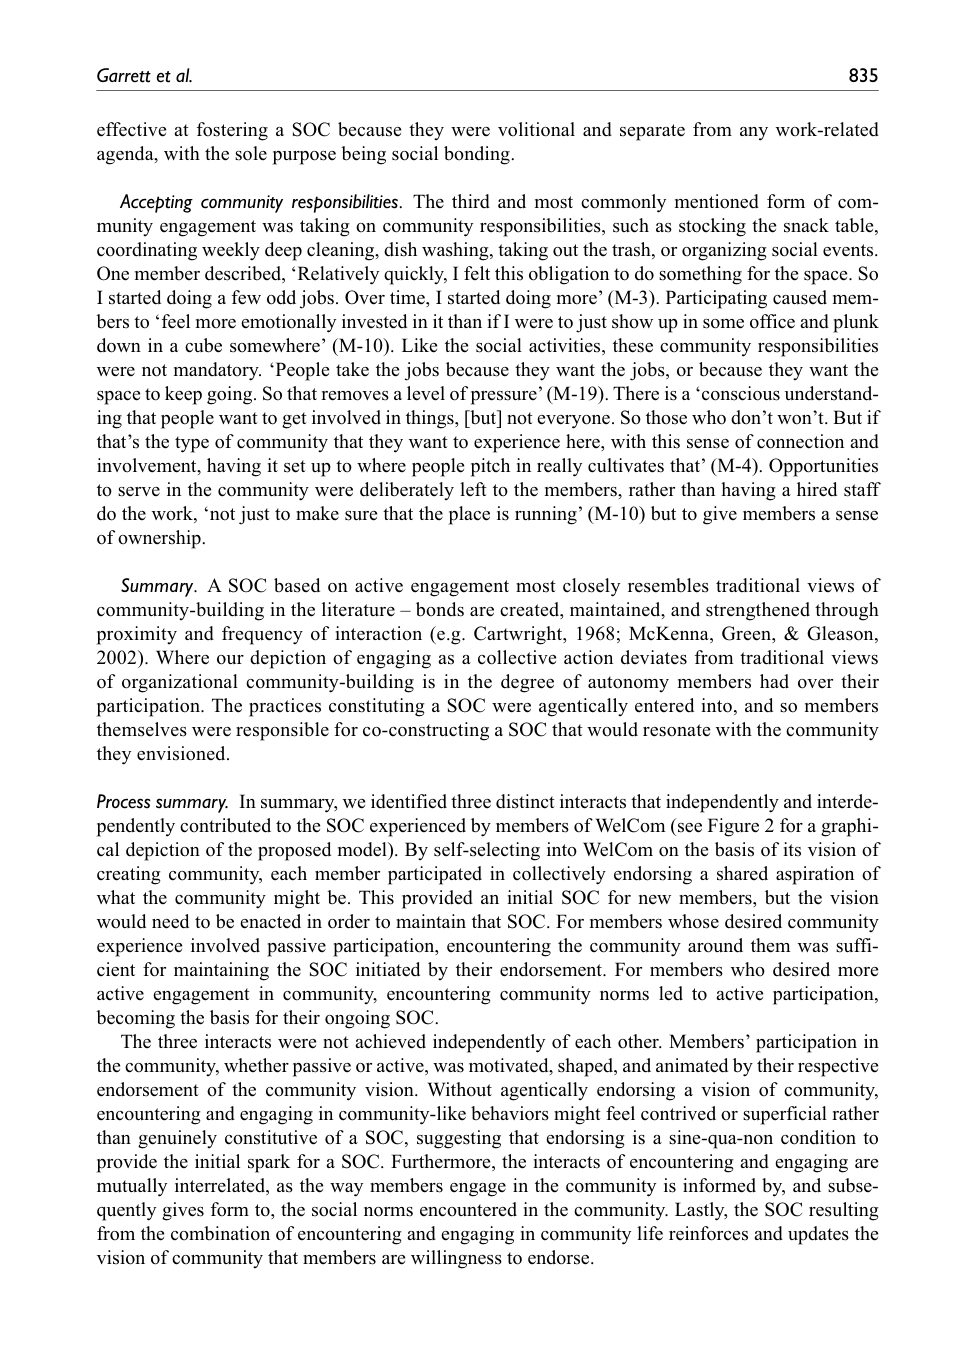 Garrett et al. 835
effective at fostering a SOC because they were volitional and separate from any work-related
agenda, with the sole purpose being social bonding.
Accepting community responsibilities. The third and most commonly mentioned form of com-
munity engagement was taking on community responsibilities, such as stocking the snack table,
coordinating weekly deep cleaning, dish washing, taking out the trash, or organizing social events.
One member described, ‘Relatively quickly, I felt this obligation to do something for the space. So
I started doing a few odd jobs. Over time, I started doing more’ (M-3). Participating caused mem-
bers to ‘feel more emotionally invested in it than if I were to just show up in some office and plunk
down in a cube somewhere’ (M-10). Like the social activities, these community responsibilities
were not mandatory. ‘People take the jobs because they want the jobs, or because they want the
space to keep going. So that removes a level of pressure’ (M-19). There is a ‘conscious understand-
ing that people want to get involved in things, [but] not everyone. So those who don’t won’t. But if
that’s the type of community that they want to experience here, with this sense of connection and
involvement, having it set up to where people pitch in really cultivates that’ (M-4). Opportunities
to serve in the community were deliberately left to the members, rather than having a hired staff
do the work, ‘not just to make sure that the place is running’ (M-10) but to give members a sense
of ownership.
Summary. A SOC based on active engagement most closely resembles traditional views of
community-building in the literature – bonds are created, maintained, and strengthened through
proximity and frequency of interaction (e.g. Cartwright, 1968; McKenna, Green, & Gleason,
2002). Where our depiction of engaging as a collective action deviates from traditional views
of organizational community-building is in the degree of autonomy members had over their
participation. The practices constituting a SOC were agentically entered into, and so members
themselves were responsible for co-constructing a SOC that would resonate with the community
they envisioned.
Process summary. In summary, we identified three distinct interacts that independently and interde-
pendently contributed to the SOC experienced by members of WelCom (see Figure 2 for a graphi-
cal depiction of the proposed model). By self-selecting into WelCom on the basis of its vision of
creating community, each member participated in collectively endorsing a shared aspiration of
what the community might be. This provided an initial SOC for new members, but the vision
would need to be enacted in order to maintain that SOC. For members whose desired community
experience involved passive participation, encountering the community around them was suffi-
cient for maintaining the SOC initiated by their endorsement. For members who desired more
active engagement in community, encountering community norms led to active participation,
becoming the basis for their ongoing SOC.
The three interacts were not achieved independently of each other. Members’ participation in
the community, whether passive or active, was motivated, shaped, and animated by their respective
endorsement of the community vision. Without agentically endorsing a vision of community,
encountering and engaging in community-like behaviors might feel contrived or superficial rather
than genuinely constitutive of a SOC, suggesting that endorsing is a sine-qua-non condition to
provide the initial spark for a SOC. Furthermore, the interacts of encountering and engaging are
mutually interrelated, as the way members engage in the community is informed by, and subse-
quently gives form to, the social norms encountered in the community. Lastly, the SOC resulting
from the combination of encountering and engaging in community life reinforces and updates the
vision of community that members are willingness to endorse.